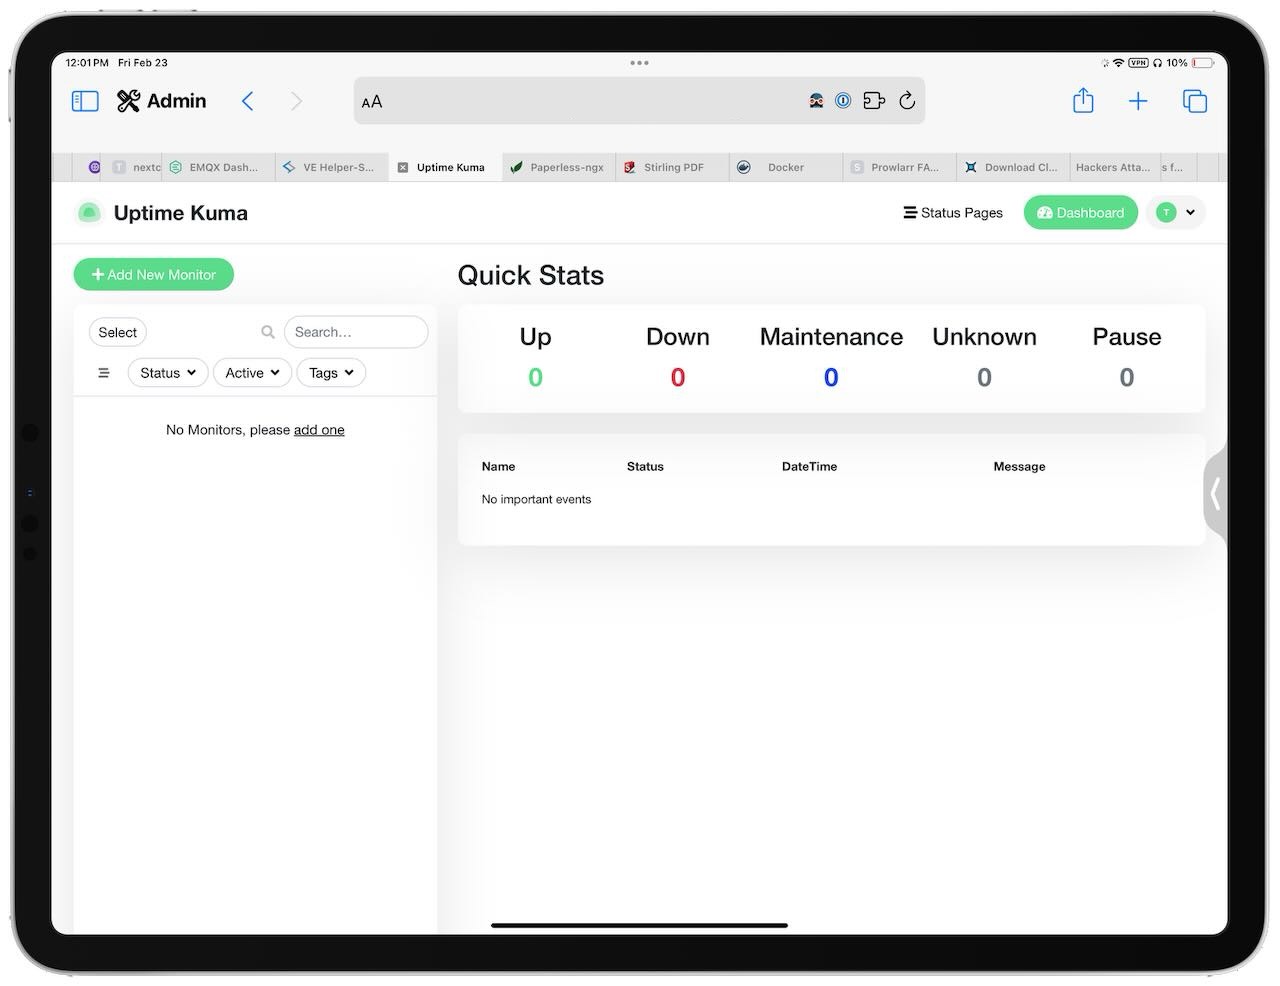 12:01 PM Fri Feb 23
VPN 10%
Admin
AA
T nextc
EMQX Dash...
VE Helper-S...
Uptime Kuma
Paperless-ngx
Stirling PDF
Docker
S Prowlarr FA...
Download Cl...
Hackers Atta...
s f...
Uptime Kuma
Status Pages
Dashboard
T
Add New Monitor
Quick Stats
Select
Search...
Status
Active
Tags
No Monitors, please add one
Up Down Maintenance Unknown Pause
0 0 0 0 0
Name Status DateTime Message
No important events